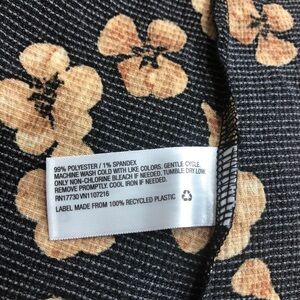 99% POLYESTER / 1% SPANDEX
MACHINE WASH COLD WITH LIKE COLORS. GENTLE CYCLE.
ONLY NON-CHLORINE BLEACH IF NEEDED. TUMBLE DRY LOW.
REMOVE PROMPTLY. COOL IRON IF NEEDED.
RN17730 VN1107216
LABEL MADE FROM 100% RECYCLED PLASTIC